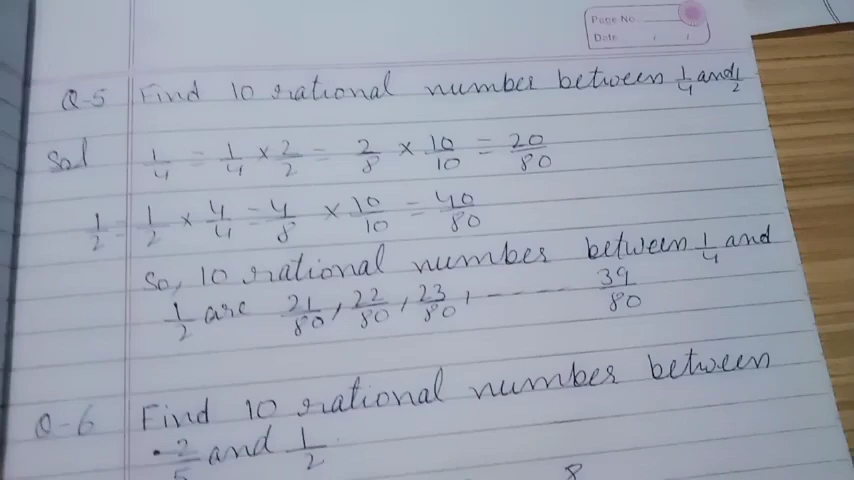 Page No.
Date
Q-5 Find 10 rational number between 1/4 and 1/2
Sol 1/4 = 1/4 × 2/2 = 2/8 × 10/10 = 20/80
1/2 = 1/2 × 4/4 = 4/8 × 10/10 = 40/80
So, 10 rational number between 1/4 and
1/2 are 21/80, 22/80, 23/80, ---- 39/80
Q-6 Find 10 rational number between
2/5 and 1/2
8